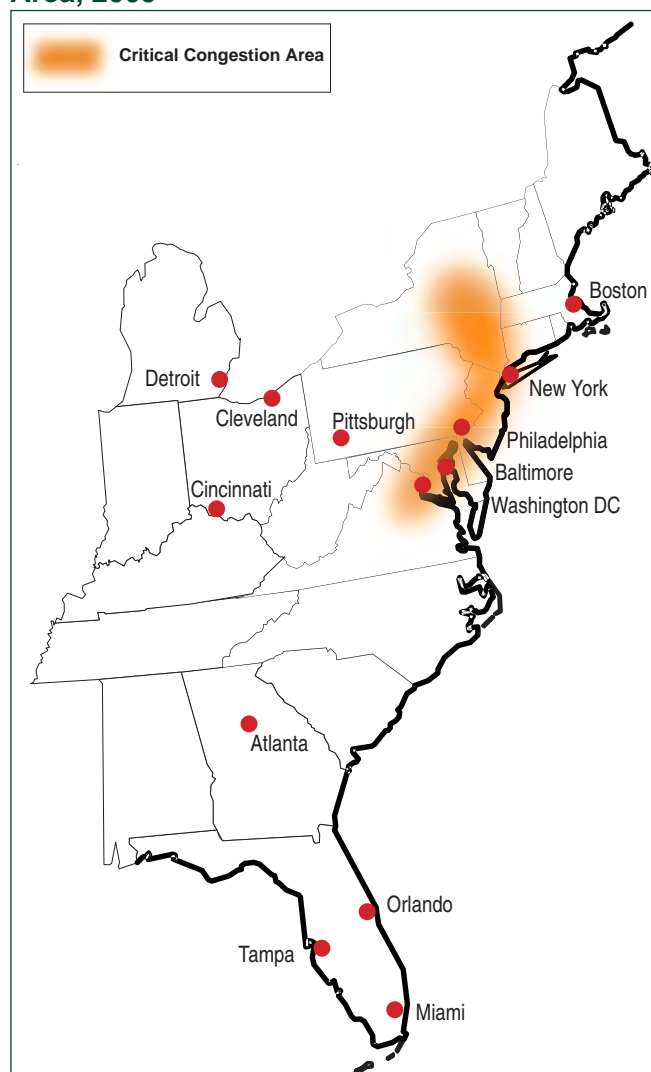 Critical Congestion Area
Boston
Detroit
New York
Cleveland
Pittsburgh
Philadelphia
Baltimore
Cincinnati
Washington DC
Atlanta
Orlando
Tampa
Miami